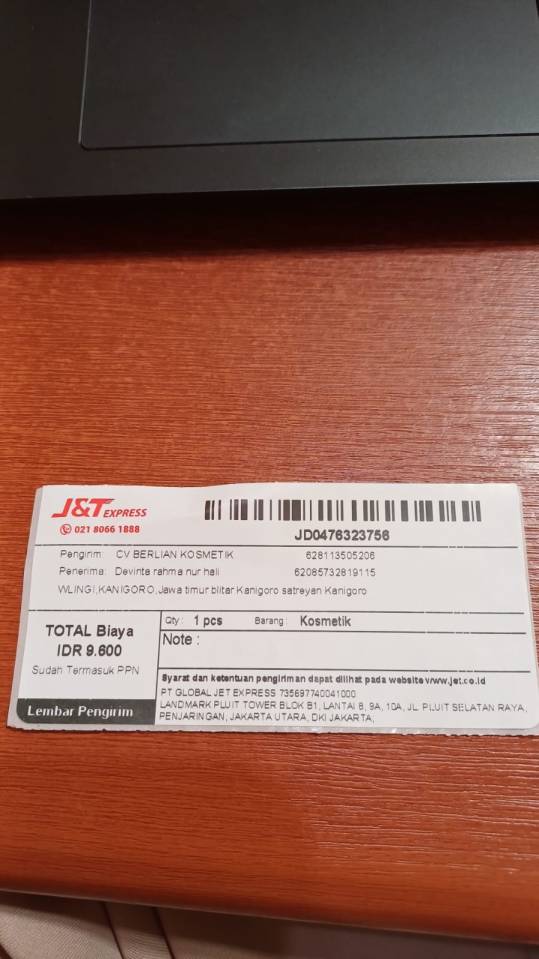 J&T EXPRESS
021 8066 1888
JD0476323756
Pengirim: CV BERLIAN KOSMETIK 628113505206
Penerima: Devinta rahma nur hali 62085732819115
WLINGI,KANIGORO,Jawa timur blitar Kanigoro satreyan Kanigoro
TOTAL Biaya
IDR 9.600
Sudah Termasuk PPN
Lembar Pengirim
Qty : 1 pcs Barang : Kosmetik
Note :
Syarat dan ketentuan pengiriman dapat dilihat pada website www.jet.co.id
PT GLOBAL JET EXPRESS 735697740041000
LANDMARK PLUIT TOWER BLOK B1, LANTAI 8, 9A, 10A, JL. PLUIT SELATAN RAYA,
PENJARINGAN, JAKARTA UTARA, DKI JAKARTA;